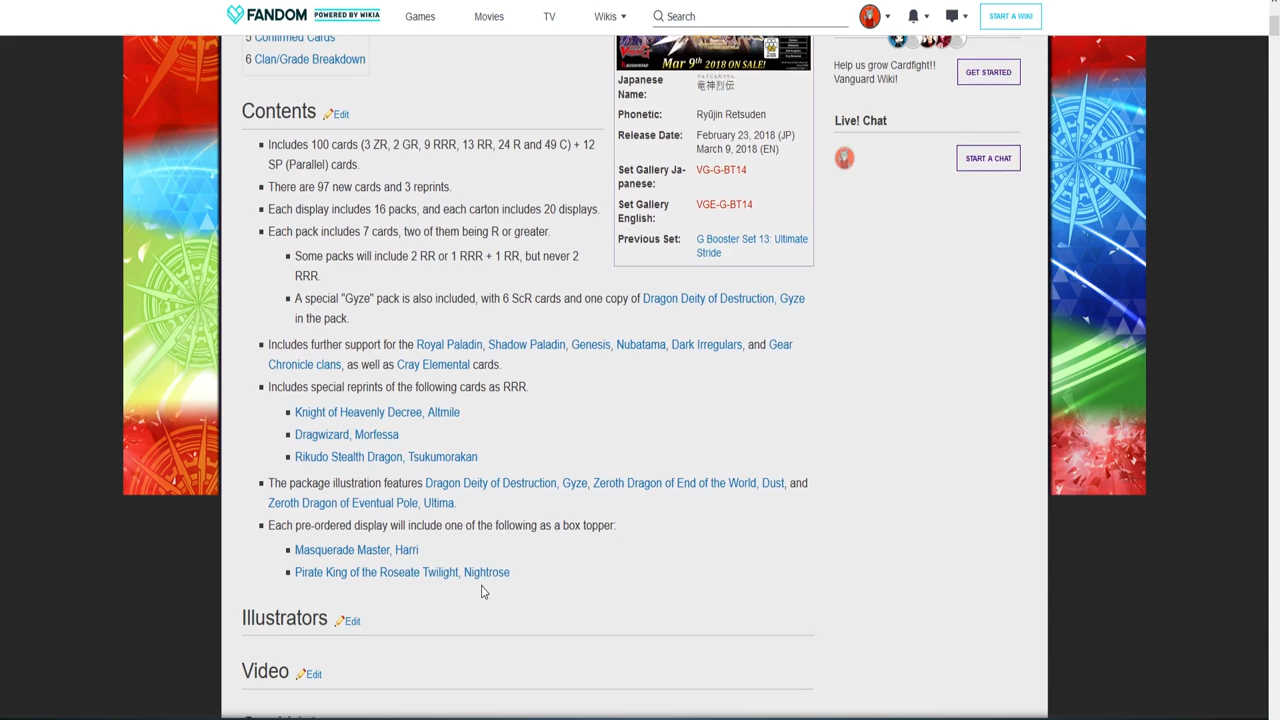 FANDOM POWERED BY WIKIA Games Movies TV Wikis Search START A WIKI
5 Confirmed Cards
6 Clan/Grade Breakdown
Contents Edit
Includes 100 cards (3 ZR, 2 GR, 9 RRR, 13 RR, 24 R and 49 C) + 12
SP (Parallel) cards.
There are 97 new cards and 3 reprints.
Each display includes 16 packs, and each carton includes 20 displays.
Each pack includes 7 cards, two of them being R or greater.
Some packs will include 2 RR or 1 RRR + 1 RR, but never 2
RRR.
A special "Gyze" pack is also included, with 6 ScR cards and one copy of Dragon Deity of Destruction, Gyze
in the pack.
Includes further support for the Royal Paladin, Shadow Paladin, Genesis, Nubatama, Dark Irregulars, and Gear
Chronicle clans, as well as Cray Elemental cards.
Includes special reprints of the following cards as RRR.
Knight of Heavenly Decree, Altmile
Dragwizard, Morfessa
Rikudo Stealth Dragon, Tsukumorakan
The package illustration features Dragon Deity of Destruction, Gyze, Zeroth Dragon of End of the World, Dust, and
Zeroth Dragon of Eventual Pole, Ultima.
Each pre-ordered display will include one of the following as a box topper:
Masquerade Master, Harri
Pirate King of the Roseate Twilight, Nightrose
Illustrators Edit
Video Edit
Mar 9th 2018 ON SALE!
Japanese
Name:
りゅうじんれつでん
竜神烈伝
Phonetic: Ryūjin Retsuden
Release Date: February 23, 2018 (JP)
March 9, 2018 (EN)
Set Gallery Ja-
panese:
VG-G-BT14
Set Gallery
English:
VGE-G-BT14
Previous Set: G Booster Set 13: Ultimate
Stride
Help us grow Cardfight!!
Vanguard Wiki!
GET STARTED
Live! Chat
START A CHAT